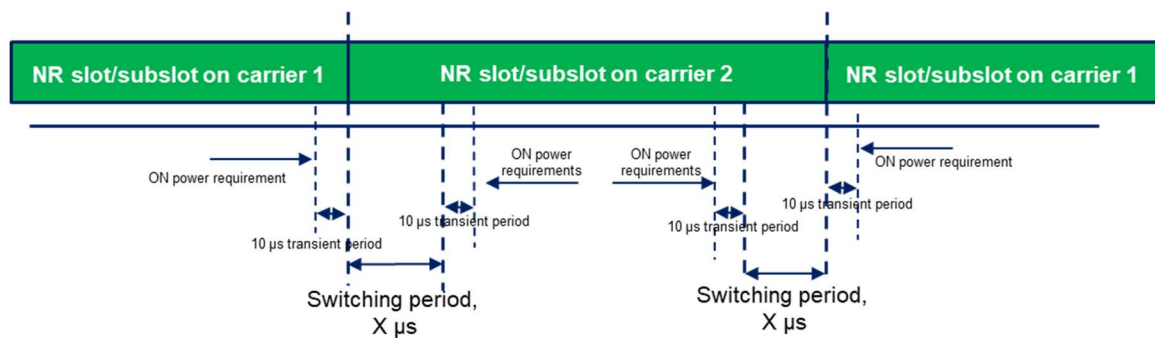 NR slot/subslot on carrier 1
NR slot/subslot on carrier 2
NR slot/subslot on carrier 1
ON power requirement
10 µs transient period
Switching period,
X µs
ON power
requirements
10 µs transient period
ON power
requirements
10 µs transient period
Switching period,
X µs
ON power requirement
10 µs transient period